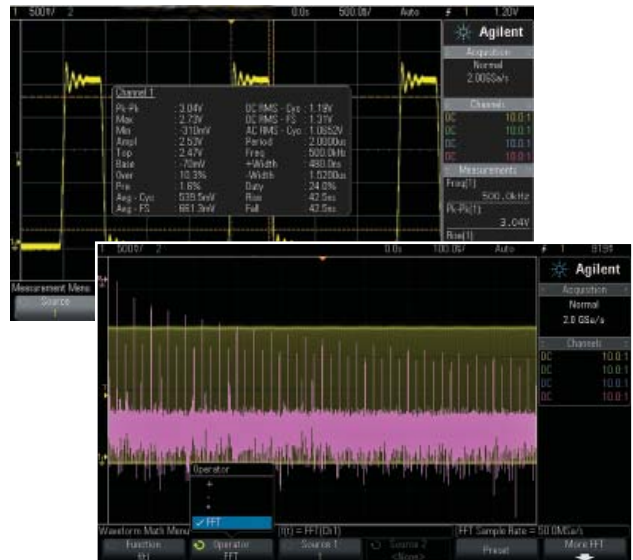 1 500▽/ 2 0.0s 500.0▽/ Auto 1 1.20V
Agilent
Acquisition
Normal
2.00GSa/s
Channels
DC 10.0:1
DC 10.0:1
DC 10.0:1
DC 10.0:1
Measurements
Freq(1)
500.0kHz
Pk-Pk(1)
3.04V
Rise(1)
Channel 1
Pk-Pk : 3.04V DC RMS - Cyc : 1.19V
Max : 2.73V DC RMS - FS : 1.31V
Min : -310mV AC RMS - Cyc : 1.0652V
Ampl : 2.53V Period : 2.0000us
Top : 2.47V Freq : 500.0kHz
Base : -70mV +Width : 480.0ns
Over : 10.3% -Width : 1.5200us
Pre : 1.6% Duty : 24.0%
Avg - Cyc : 539.5mV Rise : 42.5ns
Avg - FS : 661.3mV Fall : 42.5ns
Measurement Menu
Source
1
1 500▽/ 2 0.0s 100.0▽/ Auto 1
Agilent
Acquisition
Normal
2.0 GSa/s
Channels
DC 10.0:1
DC 10.0:1
DC 10.0:1
DC 10.0:1
Operator
+
-
*
✓ FFT
Waveform Math Menu f(t) = FFT(Ch1) FFT Sample Rate = 50.0MSa/s
Function
f(t)
Operator
FFT
Source 1
1
Source 2
<None>
Preset
More FFT